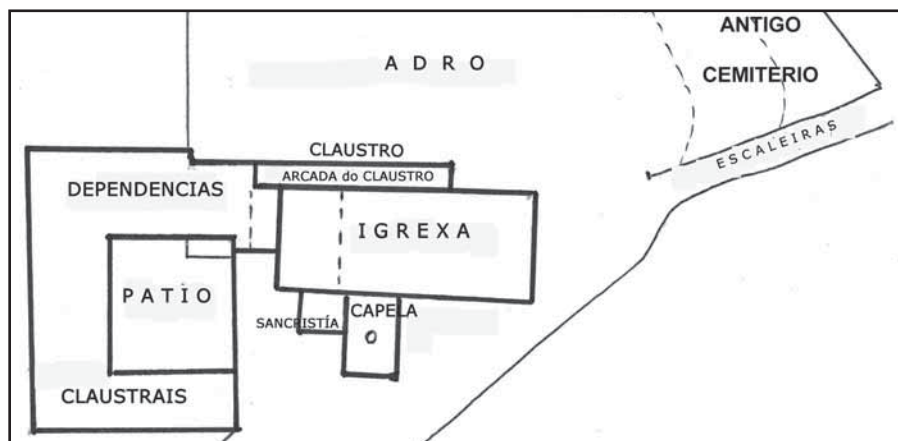 ANTIGO
CEMITERIO
A D R O
ESCALEIRAS
CLAUSTRO
ARCADA do CLAUSTRO
DEPENDENCIAS
I G R E X A
P A T I O
CAPELA
SANCRISTÍA
CLAUSTRAIS